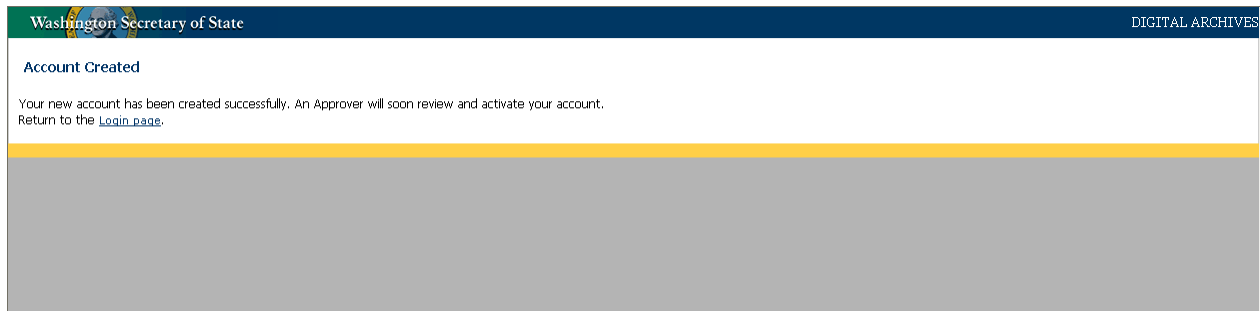 Washington Secretary of State
DIGITAL ARCHIVES
Account Created
Your new account has been created successfully. An Approver will soon review and activate your account.
Return to the Login page.